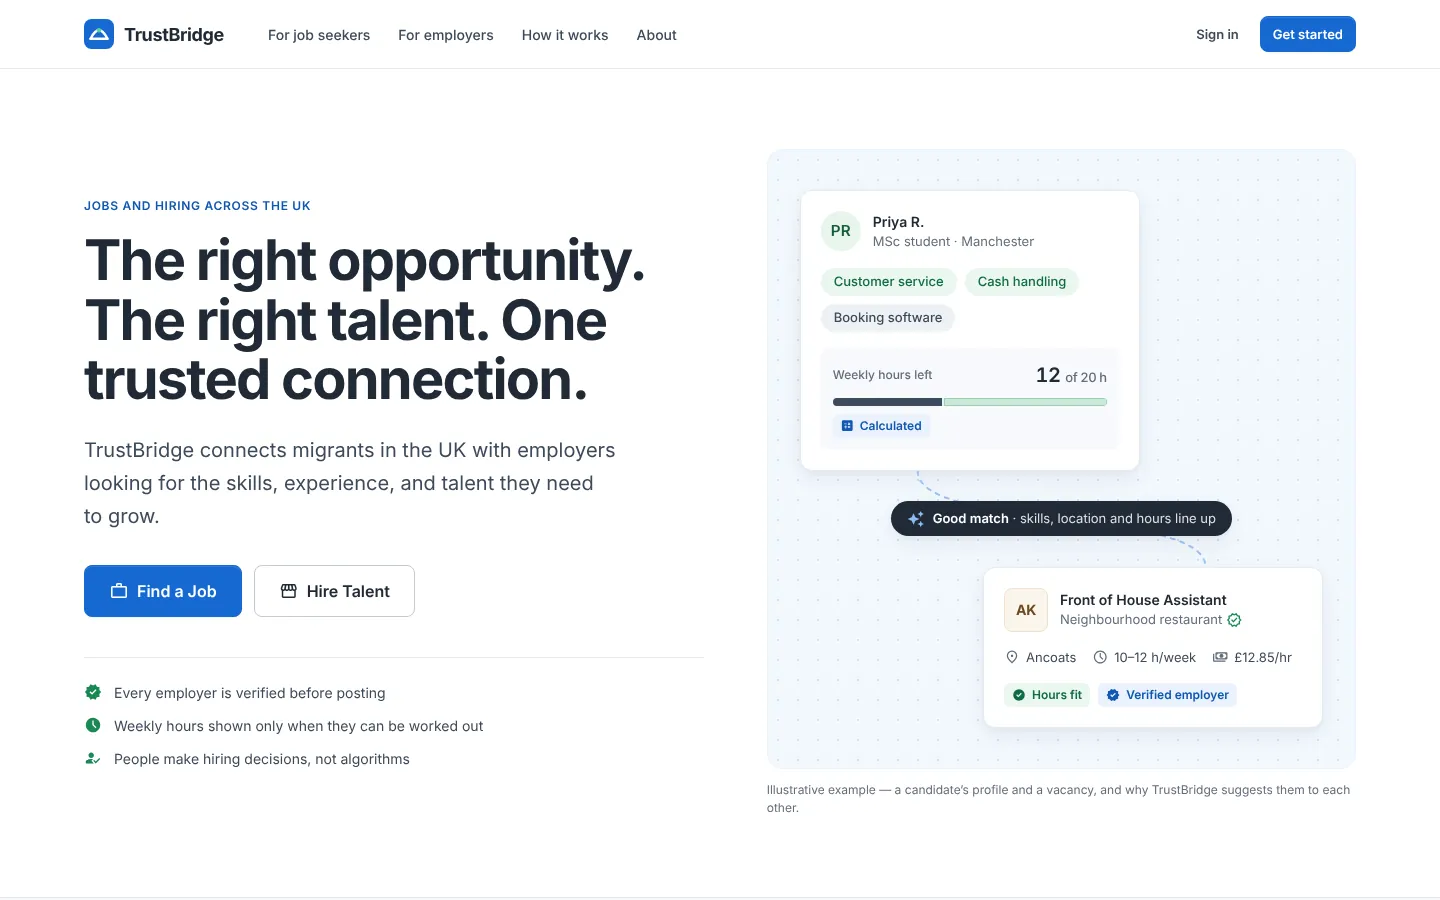 TrustBridge
For job seekers
For employers
How it works
About
Sign in
Get started
JOBS AND HIRING ACROSS THE UK
The right opportunity.
The right talent. One
trusted connection.
TrustBridge connects migrants in the UK with employers
looking for the skills, experience, and talent they need
to grow.
Find a Job
Hire Talent
Every employer is verified before posting
Weekly hours shown only when they can be worked out
People make hiring decisions, not algorithms
PR
Priya R.
MSc student · Manchester
Customer service
Cash handling
Booking software
Weekly hours left
12 of 20 h
Calculated
Good match · skills, location and hours line up
AK
Front of House Assistant
Neighbourhood restaurant
Ancoats
10–12 h/week
£12.85/hr
Hours fit
Verified employer
Illustrative example — a candidate’s profile and a vacancy, and why TrustBridge suggests them to each
other.